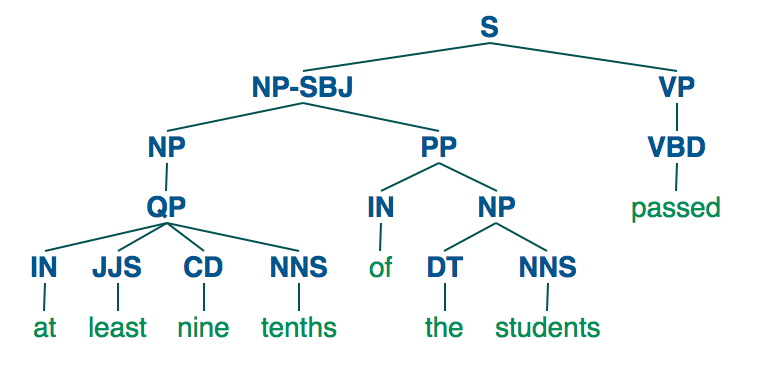 S
NP-SBJ VP
NP PP VBD
QP IN NP passed
IN JJS CD NNS of DT NNS
at least nine tenths the students